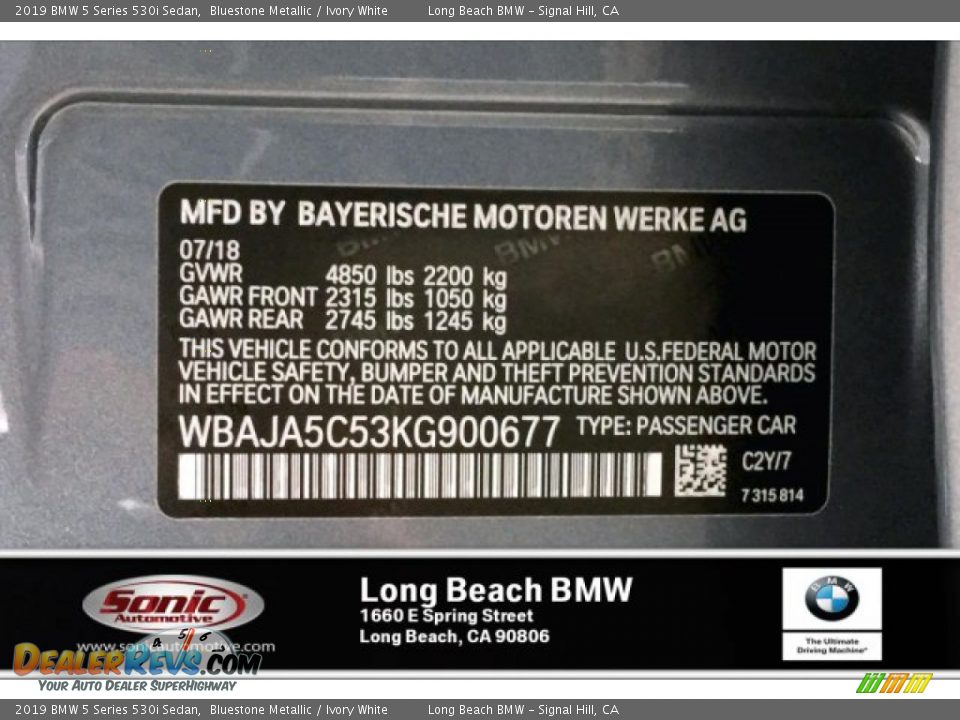 2019 BMW 5 Series 530i Sedan,  Bluestone Metallic / Ivory White    Long Beach BMW - Signal Hill, CA
MFD BY BAYERISCHE MOTOREN WERKE AG
07/18
GVWR 4850 lbs 2200 kg
GAWR FRONT 2315 lbs 1050 kg
GAWR REAR 2745 lbs 1245 kg
THIS VEHICLE CONFORMS TO ALL APPLICABLE U.S.FEDERAL MOTOR
VEHICLE SAFETY, BUMPER AND THEFT PREVENTION STANDARDS
IN EFFECT ON THE DATE OF MANUFACTURE SHOWN ABOVE.
WBAJA5C53KG900677 TYPE: PASSENGER CAR
C2Y/7
7 315 814
Sonic
Automotive
www.sonicautomotive.com
Long Beach BMW
1660 E Spring Street
Long Beach, CA 90806
BMW
The Ultimate
Driving Machine®
4 5 6
DEALERREVS.COM
YOUR AUTO DEALER SUPERHIGHWAY
2019 BMW 5 Series 530i Sedan,  Bluestone Metallic / Ivory White    Long Beach BMW - Signal Hill, CA